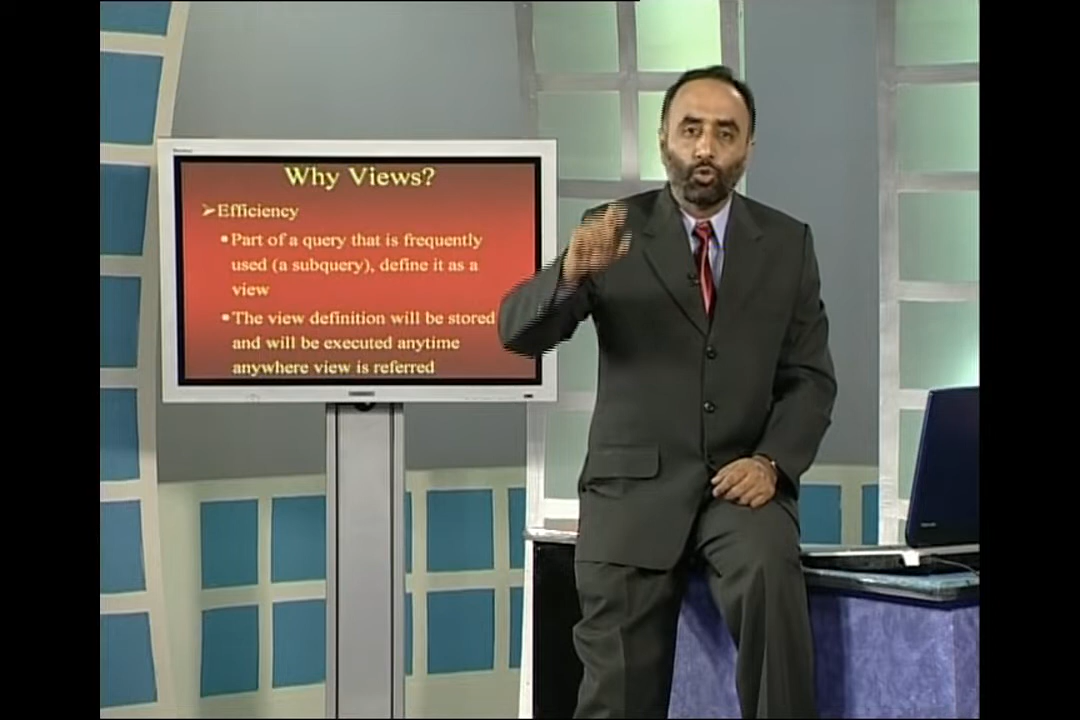 Why Views?
➢Efficiency
•Part of a query that is frequently
used (a subquery), define it as a
view
•The view definition will be stored
and will be executed anytime
anywhere view is referred